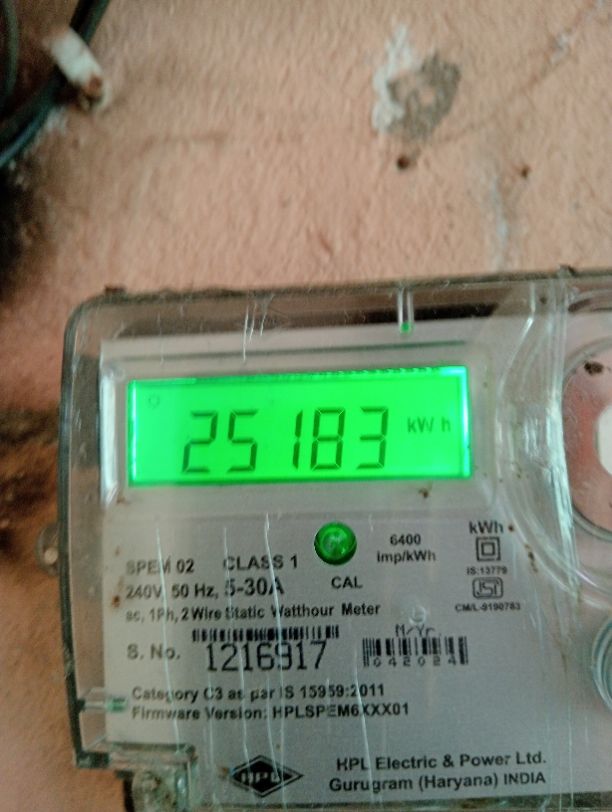 25183 kWh
6400
imp/kWh
kWh
IS:13779
CM/L-9190783
SPEM 02 CLASS 1
240V, 50 Hz, 5-30A CAL
ac, 1Ph, 2 Wire Static Watthour Meter
M/Yr.
S. No. 1216917 042024
Category C3 as per IS 15959:2011
Firmware Version: HPLSPEM6XXX01
HPL
HPL Electric & Power Ltd.
Gurugram (Haryana) INDIA